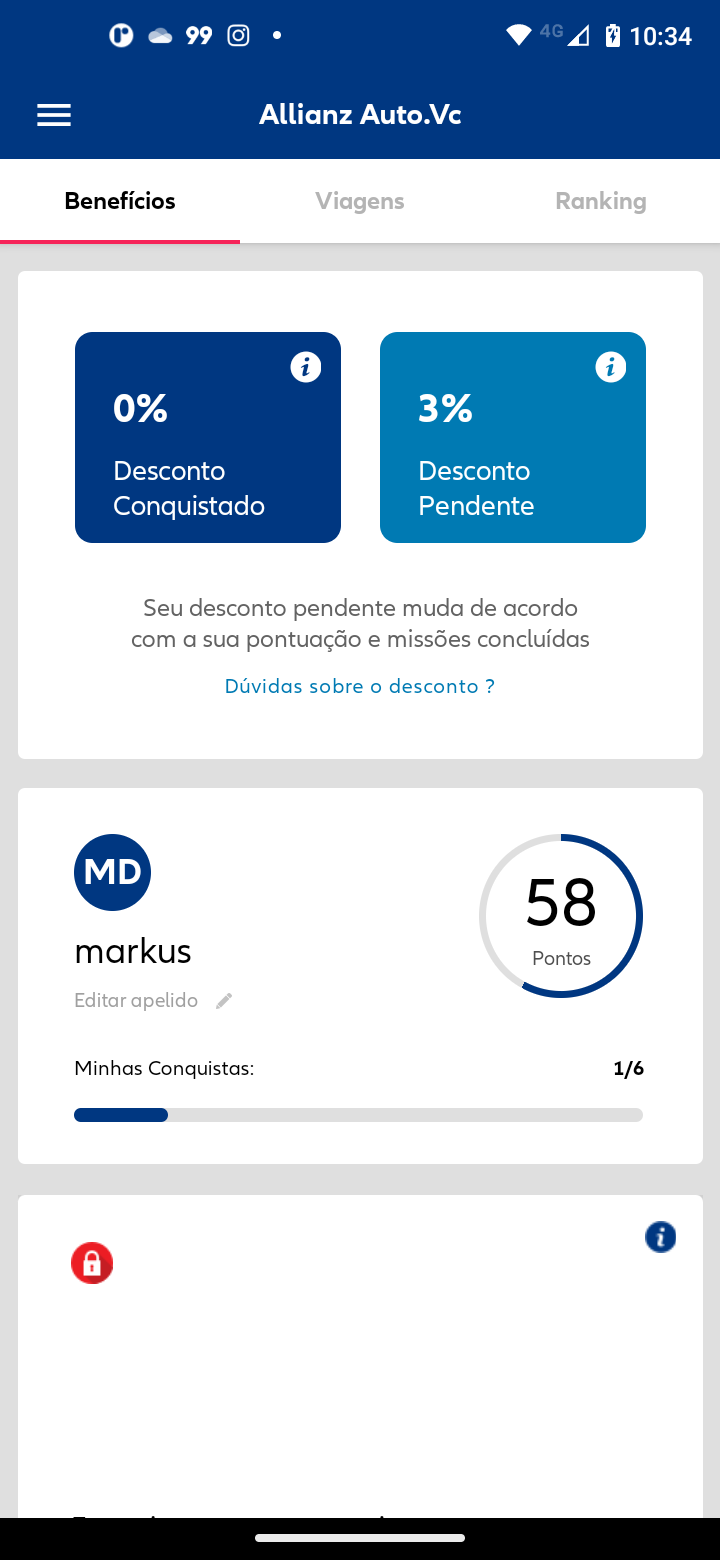 99
4G
10:34
Allianz Auto.Vc
Benefícios
Viagens
Ranking
0%
Desconto
Conquistado
3%
Desconto
Pendente
Seu desconto pendente muda de acordo
com a sua pontuação e missões concluídas
Dúvidas sobre o desconto ?
MD
58
Pontos
markus
Editar apelido
Minhas Conquistas:
1/6